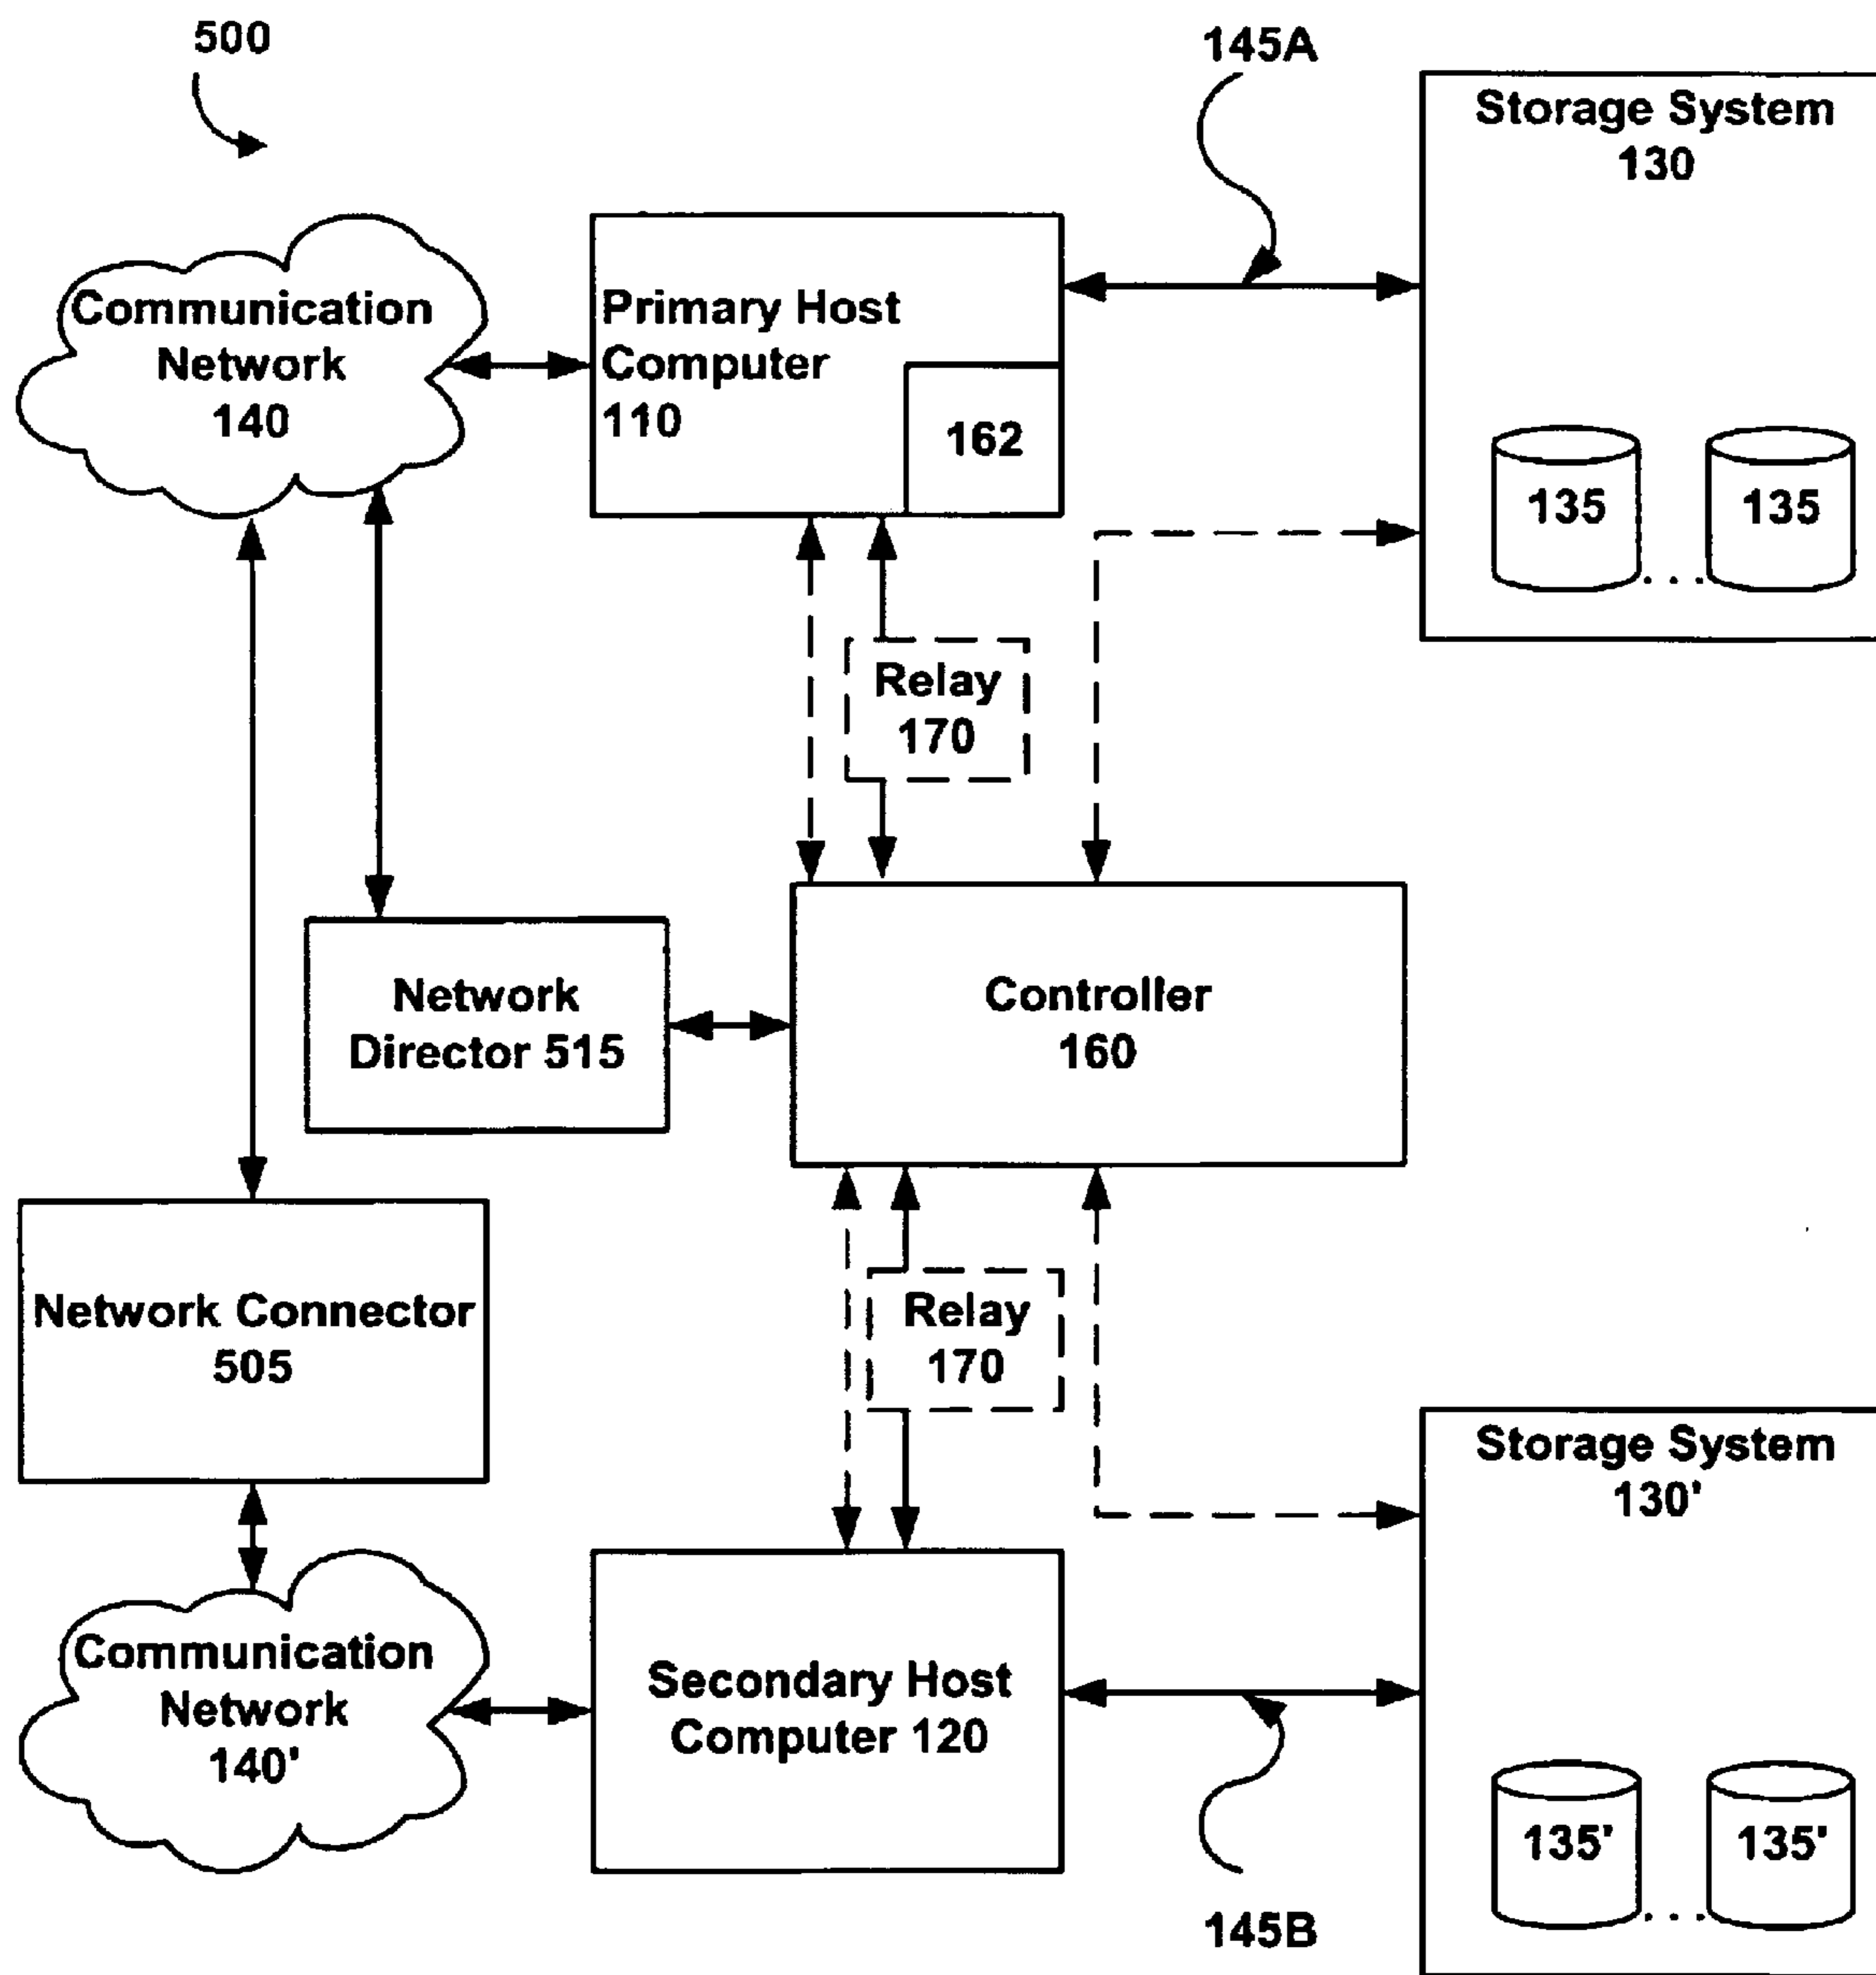 500
145A
Storage System
130
Communication
Network
140
Primary Host
Computer
110
162
135
135
. . .
Relay
170
Network
Director 515
Controller
160
Network Connector
505
Relay
170
Storage System
130'
Communication
Network
140'
Secondary Host
Computer 120
135'
135'
. . .
145B